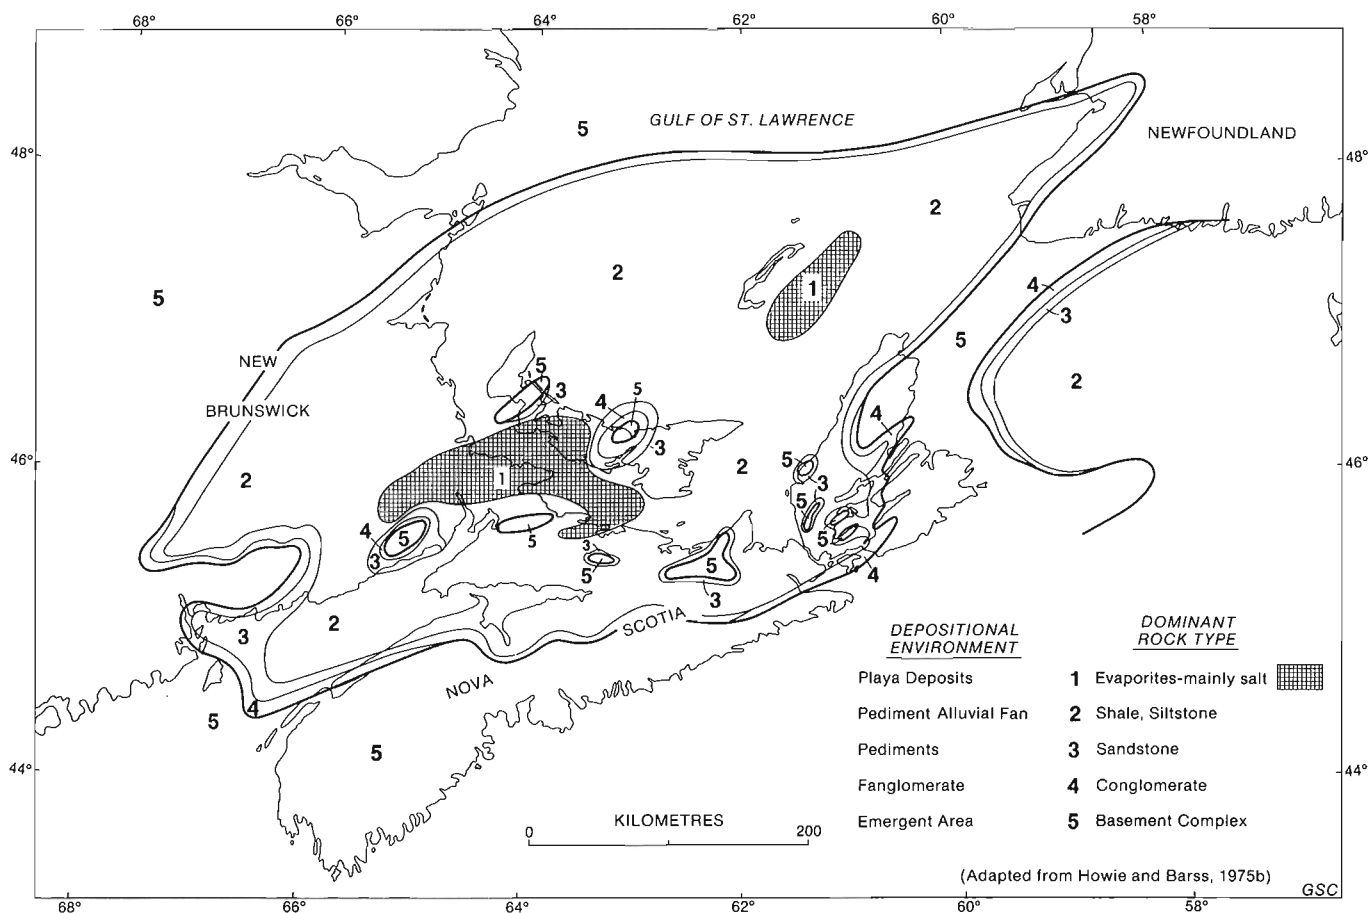 68° 66° 64° 62° 60° 58°
5 GULF OF ST. LAWRENCE
NEWFOUNDLAND
48° 48°
2
2
1
5
4
3
NEW
5
5
2
BRUNSWICK
3
4
5
4
46° 46°
3
2
2
1
5
3
4
5
3
5
5
5
3
5
5
3
4
2
3
SCOTIA
NOVA
4
5
5
44° 44°
DEPOSITIONAL
ENVIRONMENT
DOMINANT
ROCK TYPE
Playa Deposits 1 Evaporites-mainly salt
Pediment Alluvial Fan 2 Shale, Siltstone
Pediments 3 Sandstone
Fanglomerate 4 Conglomerate
Emergent Area 5 Basement Complex
KILOMETRES
0 200
(Adapted from Howie and Barss, 1975b)
GSC
68° 66° 64° 62° 60° 58°